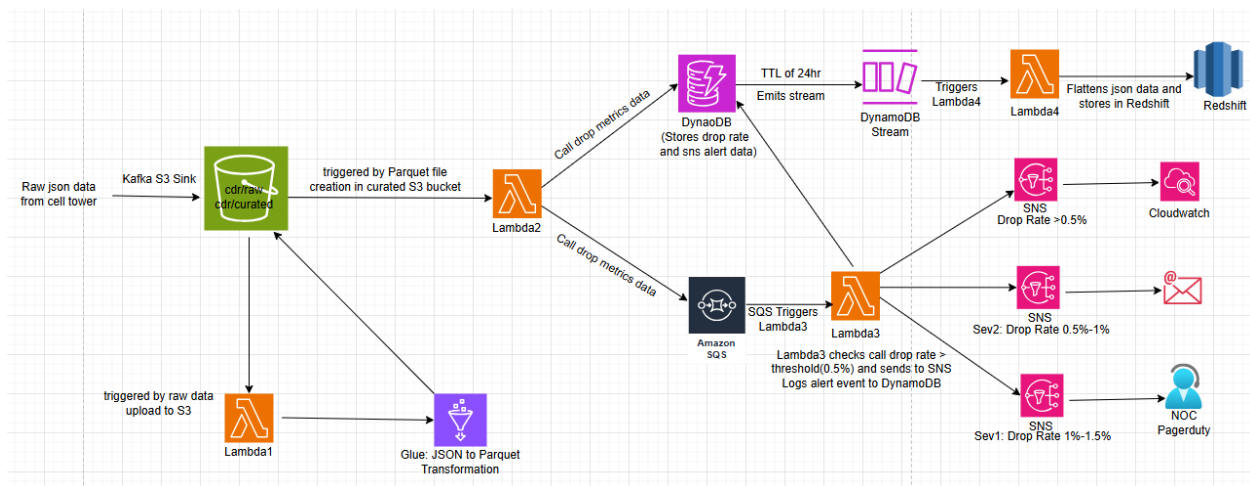 Raw json data
from cell tower
Kafka S3 Sink
cdr/raw
cdr/curated
triggered by Parquet file
creation in curated S3 bucket
Lambda2
triggered by raw data
upload to S3
Lambda1
Glue: JSON to Parquet
Transformation
Call drop metrics data
Call drop metrics data
DynaoDB
(Stores drop rate
and sns alert data)
TTL of 24hr
Emits stream
DynamoDB
Stream
Triggers
Lambda4
Lambda4
Flattens json data and
stores in Redshift
Redshift
Amazon
SQS
SQS Triggers
Lambda3
Lambda3
Lambda3 checks call drop rate >
threshold(0.5%) and sends to SNS
Logs alert event to DynamoDB
SNS
Drop Rate >0.5%
Cloudwatch
SNS
Sev2: Drop Rate 0.5%-1%
@
SNS
Sev1: Drop Rate 1%-1.5%
NOC
Pagerduty